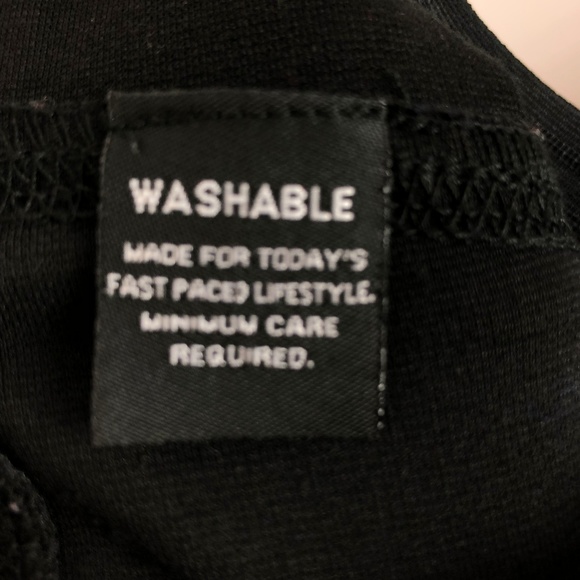 WASHABLE
MADE FOR TODAY'S
FAST PACED LIFESTYLE.
MINIMUM CARE
REQUIRED.